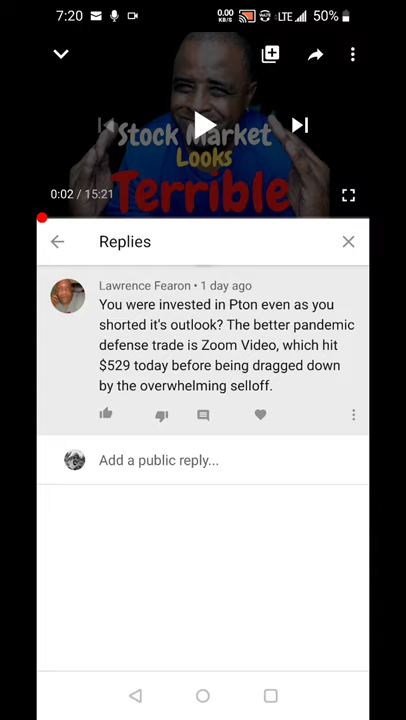 7:20
0.00
KB/S
LTE
50%
Stock Market
Looks
Terrible
0:02 / 15:21
Replies
Lawrence Fearon • 1 day ago
You were invested in Pton even as you
shorted it's outlook? The better pandemic
defense trade is Zoom Video, which hit
$529 today before being dragged down
by the overwhelming selloff.
Add a public reply...